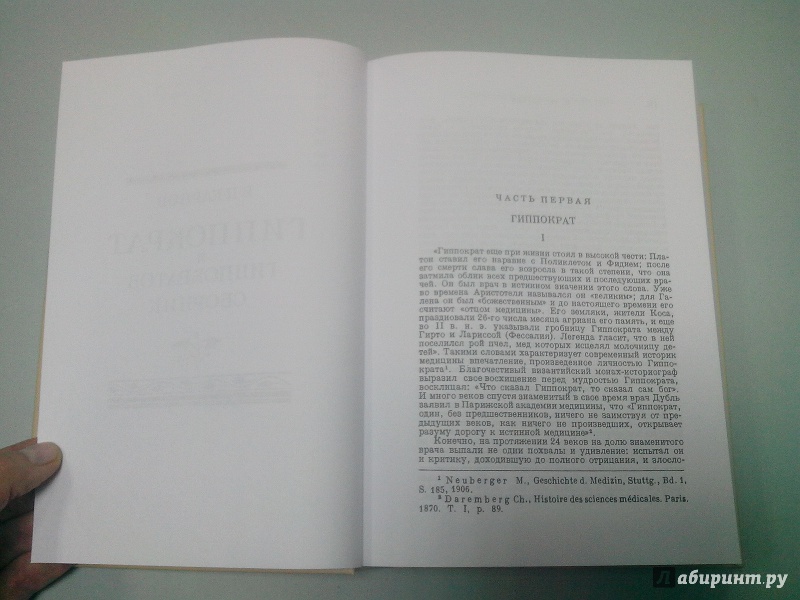 ЧАСТЬ ПЕРВАЯ
ГИППОКРАТ
I
«Гиппократ еще при жизни стоял в высокой чести: Пла-
тон ставил его наравне с Поликлетом и Фидием; после
его смерти слава его возросла в такой степени, что она
затмила облик всех предшествующих и последующих вра-
чей. Он был врач в истинном значении этого слова. Уже
во времена Аристотеля назывался он «великим»; для Га-
лена он был «божественным» и до настоящего времени его
считают «отцом медицины». Его земляки, жители Коса,
праздновали 26-го числа месяца агриана его память, и еще
во II в. н. э. указывали гробницу Гиппократа между
Гирто и Лариссой (Фессалия). Легенда гласит, что в ней
поселился рой пчел, мед которых исцелял молочницу де-
тей». Такими словами характеризует современный историк
медицины впечатление, произведенное личностью Гиппо-
крата¹. Благочестивый византийский монах-историограф
выразил свое восхищение перед мудростью Гиппократа,
восклицая: «Что сказал Гиппократ, то сказал сам бог».
И много веков спустя знаменитый в свое время врач Дубль
заявил в Парижской академии медицины, что «Гиппократ,
один, без предшественников, ничего не заимствуя от пре-
дыдущих веков, как ничего не произведших, открывает
разуму дорогу к истинной медицине»².
Конечно, на протяжении 24 веков на долю знаменитого
врача выпали не одни похвалы и удивление: испытал он
и критику, доходившую до полного отрицания, и злосло-
¹ Neuberger M., Geschichte d. Medizin, Stuttg., Bd. 1,
S. 185, 1906.
² Daremberg Ch., Histoire des sciences médicales. Paris,
1870. T. I, p. 89.
Лабиринт.ру